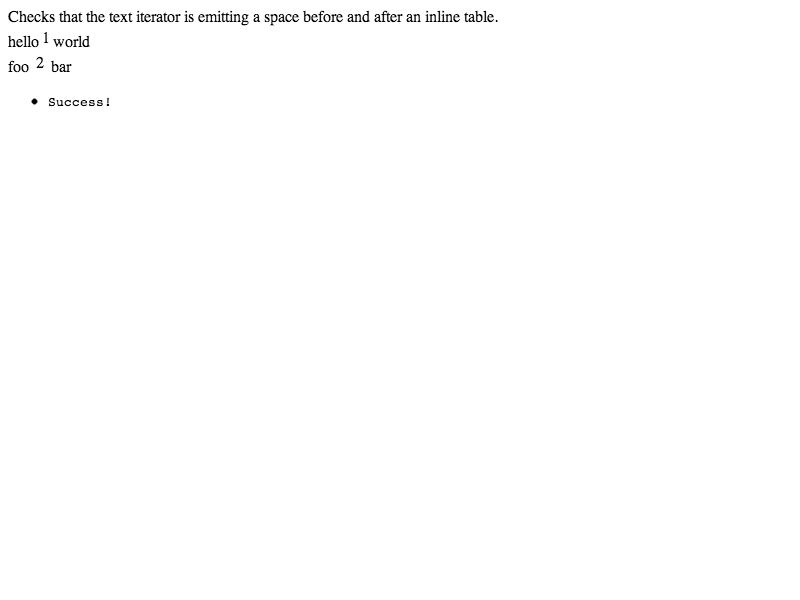 Checks that the text iterator is emitting a space before and after an inline table.
hello 1 world
foo 2 bar
• Success!